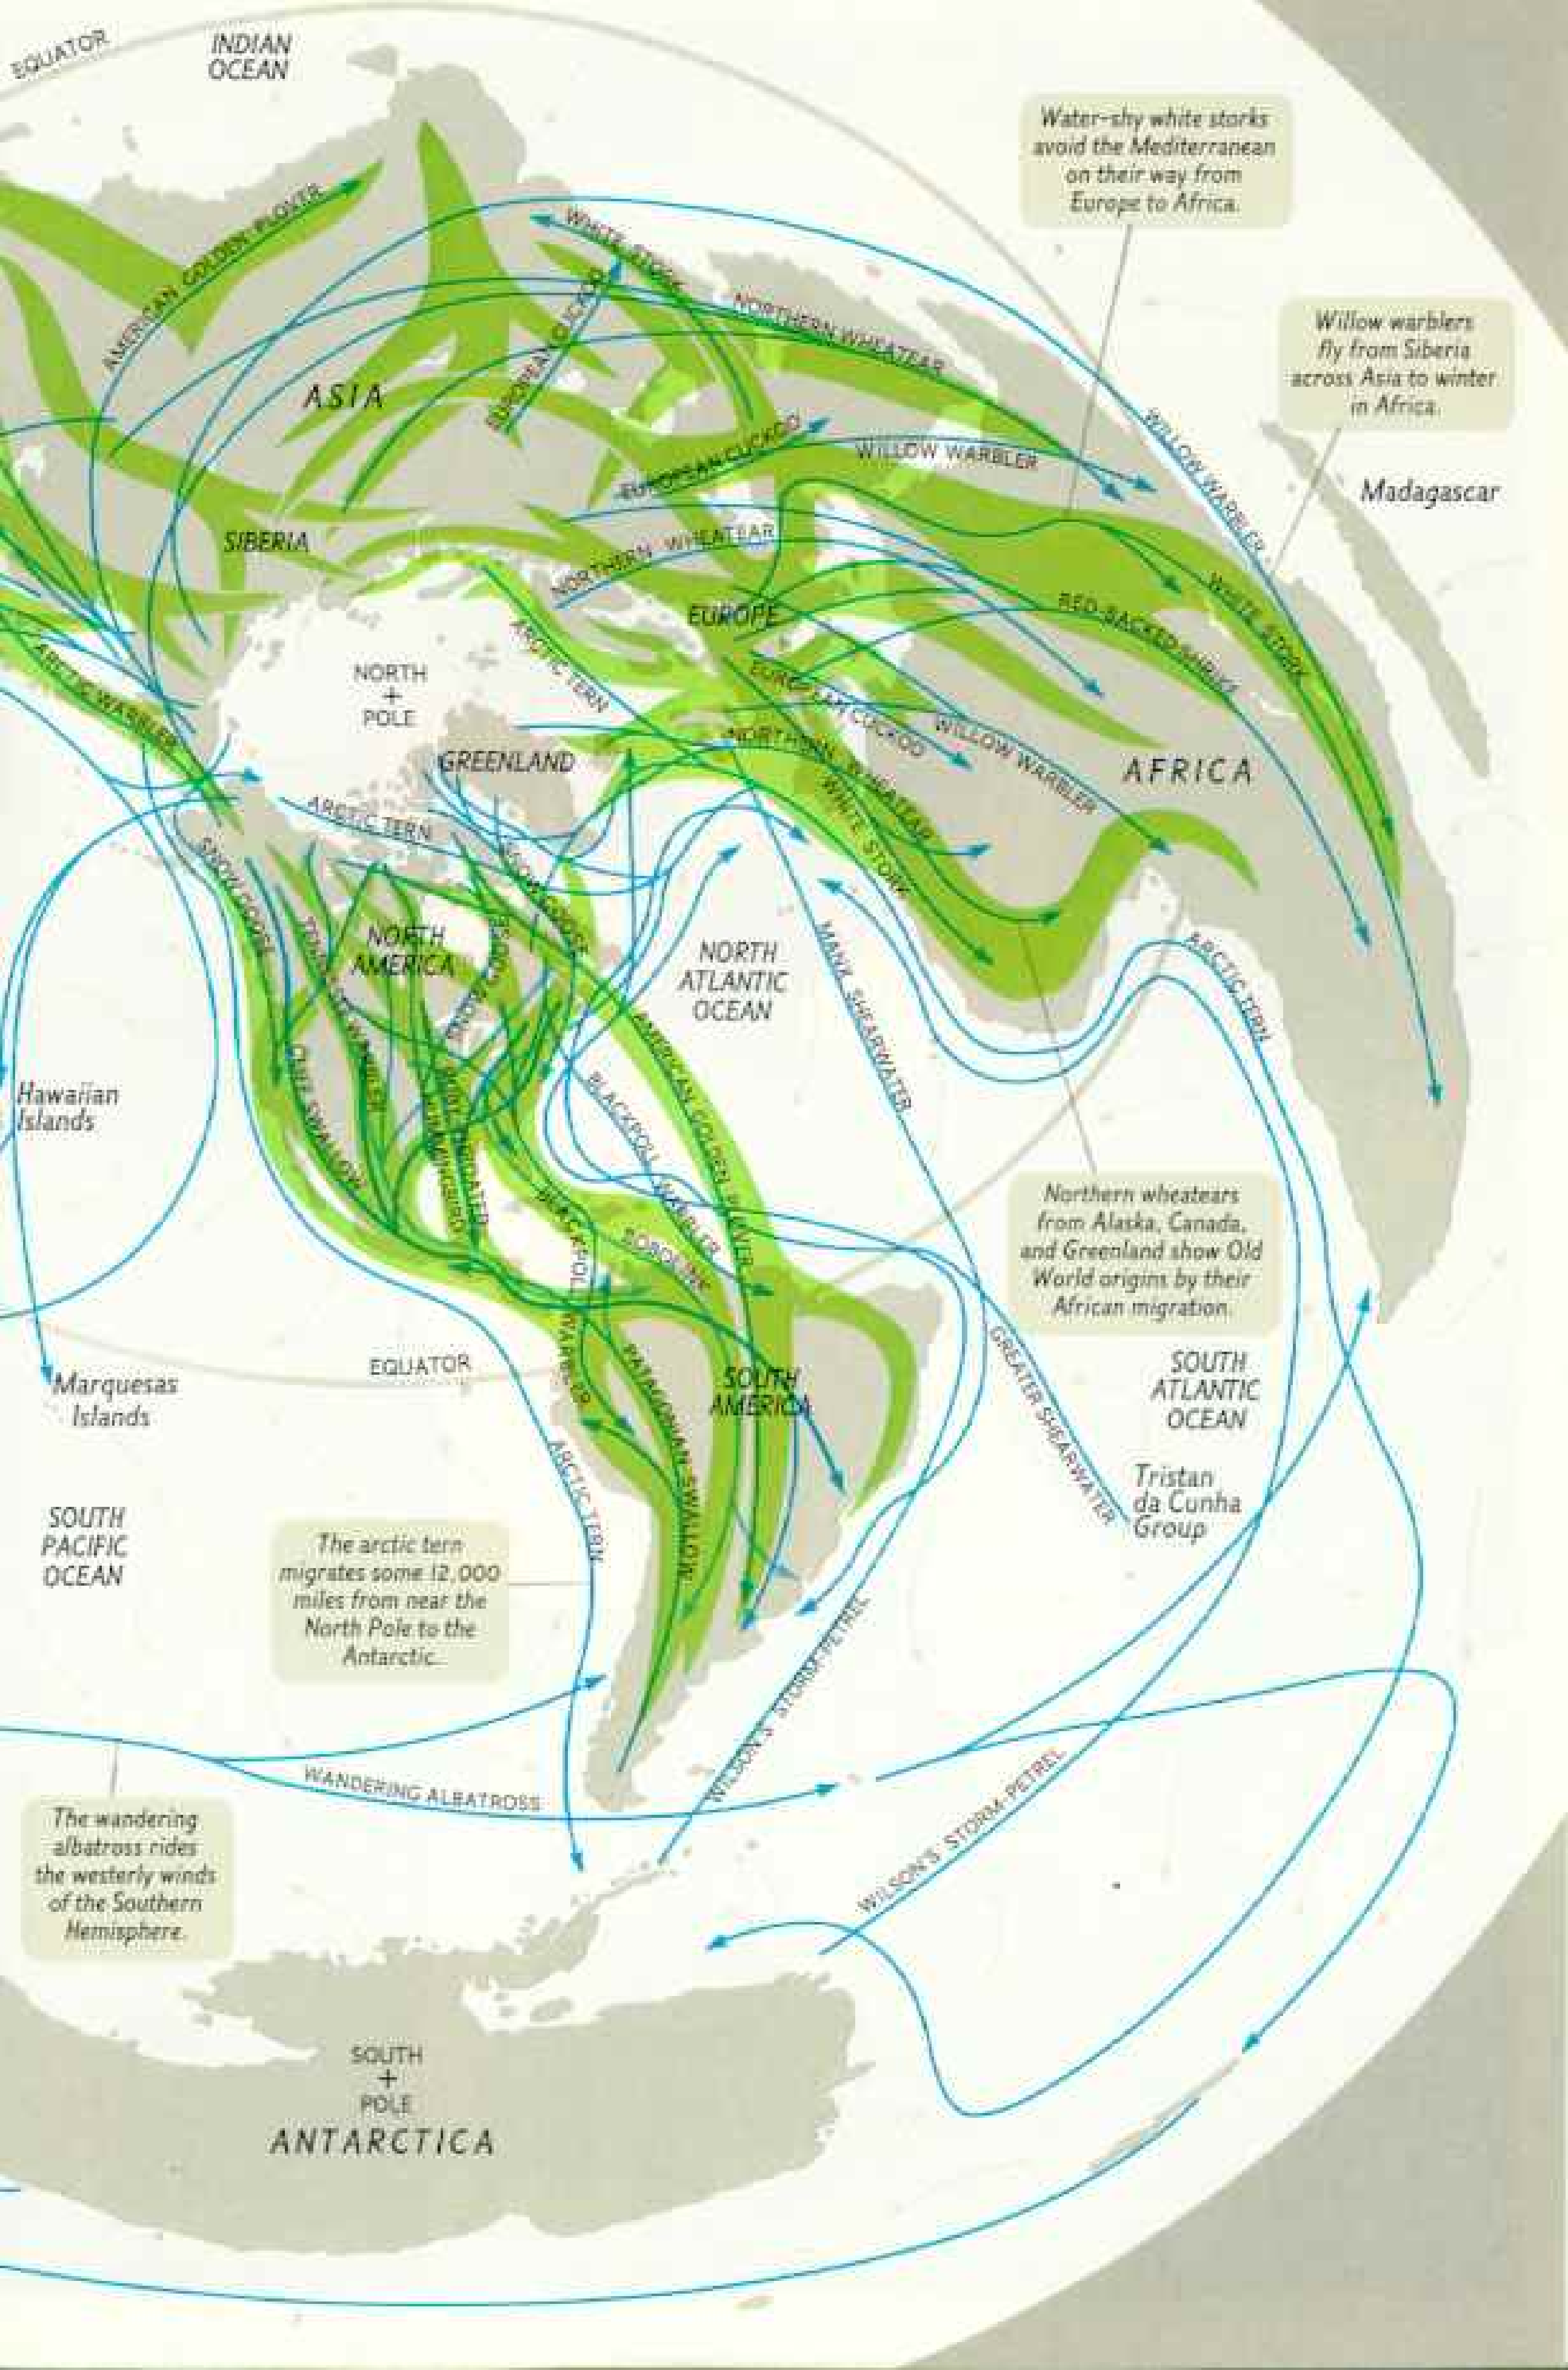 EQUATOR
INDIAN
OCEAN
Water-shy white storks
avoid the Mediterranean
on their way from
Europe to Africa.
AMERICAN GOLDEN PLOVER
WHITE STORK
EUROPEAN CUCKOO
NORTHERN WHEATEAR
Willow warblers
fly from Siberia
across Asia to winter
in Africa.
ASIA
EUROPEAN CUCKOO
WILLOW WARBLER
WILLOW WARBLER
Madagascar
SIBERIA
NORTHERN WHEATEAR
EUROPE
RED-BACKED SHRIKE
WHITE STORK
ARCTIC TERN
ARCTIC WARBLER
NORTH
+
POLE
EUROPEAN CUCKOO
WILLOW WARBLER
GREENLAND
NORTHERN WHEATEAR
AFRICA
WHITE STORK
ARCTIC TERN
SNOW GOOSE
SNOW GOOSE
NORTH
AMERICA
SNOW GOOSE
WARBLER
NORTH
ATLANTIC
OCEAN
MANX SHEARWATER
ARCTIC TERN
AMERICAN GOLDEN PLOVER
CLIFF SWALLOW
HUMMINGBIRD
BLACKPOLL WARBLER
Hawaiian
Islands
BLACKPOLL WARBLER
BOBOLINK
Northern wheatears
from Alaska, Canada,
and Greenland show Old
World origins by their
African migration.
EQUATOR
Marquesas
Islands
PATAGONIAN SWALLOW
SOUTH
AMERICA
GREATER SHEARWATER
SOUTH
ATLANTIC
OCEAN
ARCTIC TERN
Tristan
da Cunha
Group
SOUTH
PACIFIC
OCEAN
The arctic tern
migrates some 12,000
miles from near the
North Pole to the
Antarctic.
WILSON'S STORM-PETREL
WANDERING ALBATROSS
WILSON'S STORM-PETREL
The wandering
albatross rides
the westerly winds
of the Southern
Hemisphere.
SOUTH
+
POLE
ANTARCTICA